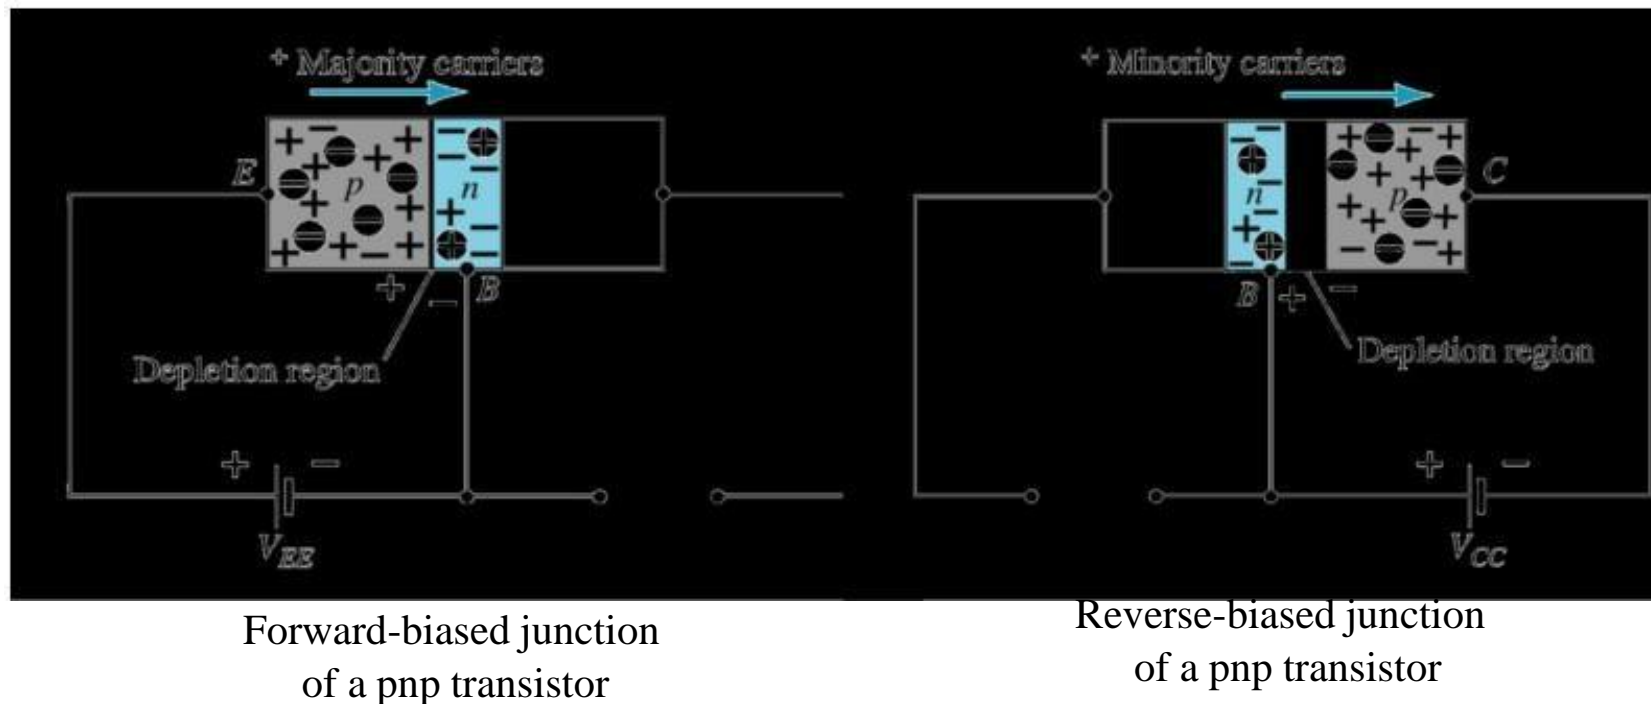 + Majority carriers
E
p
n
+ − B
Depletion region
+ −
V_EE
Forward-biased junction
of a pnp transistor
+ Minority carriers
n
p
C
B + −
Depletion region
+ −
V_CC
Reverse-biased junction
of a pnp transistor